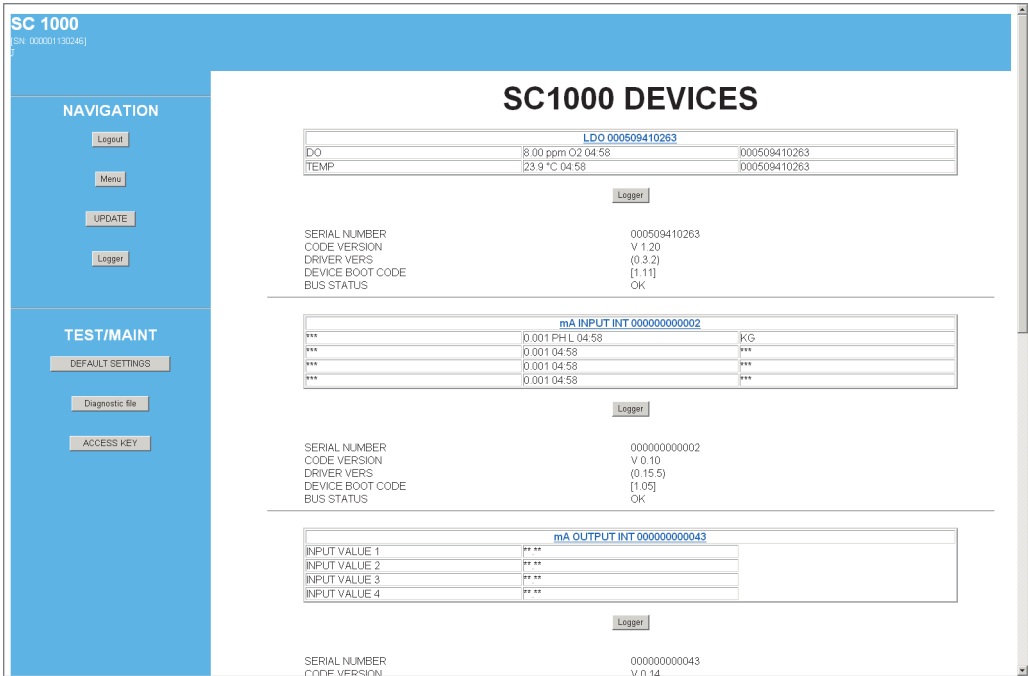 SC 1000
[SN: 000001130246]
T
NAVIGATION
Logout
Menu
UPDATE
Logger
TEST/MAINT
DEFAULT SETTINGS
Diagnostic file
ACCESS KEY
SC1000 DEVICES
LDO 000509410263
DO 8.00 ppm O2 04:58 000509410263
TEMP 23.9 °C 04:58 000509410263
Logger
SERIAL NUMBER 000509410263
CODE VERSION V 1.20
DRIVER VERS (0.3.2)
DEVICE BOOT CODE [1.11]
BUS STATUS OK
mA INPUT INT 000000000002
*** 0.001 PH L 04:58 KG
*** 0.001 04:58 ***
*** 0.001 04:58 ***
*** 0.001 04:58 ***
Logger
SERIAL NUMBER 000000000002
CODE VERSION V 0.10
DRIVER VERS (0.15.5)
DEVICE BOOT CODE [1.05]
BUS STATUS OK
mA OUTPUT INT 000000000043
INPUT VALUE 1 **.**
INPUT VALUE 2 **.**
INPUT VALUE 3 **.**
INPUT VALUE 4 **.**
Logger
SERIAL NUMBER 000000000043
CODE VERSION V 0.14